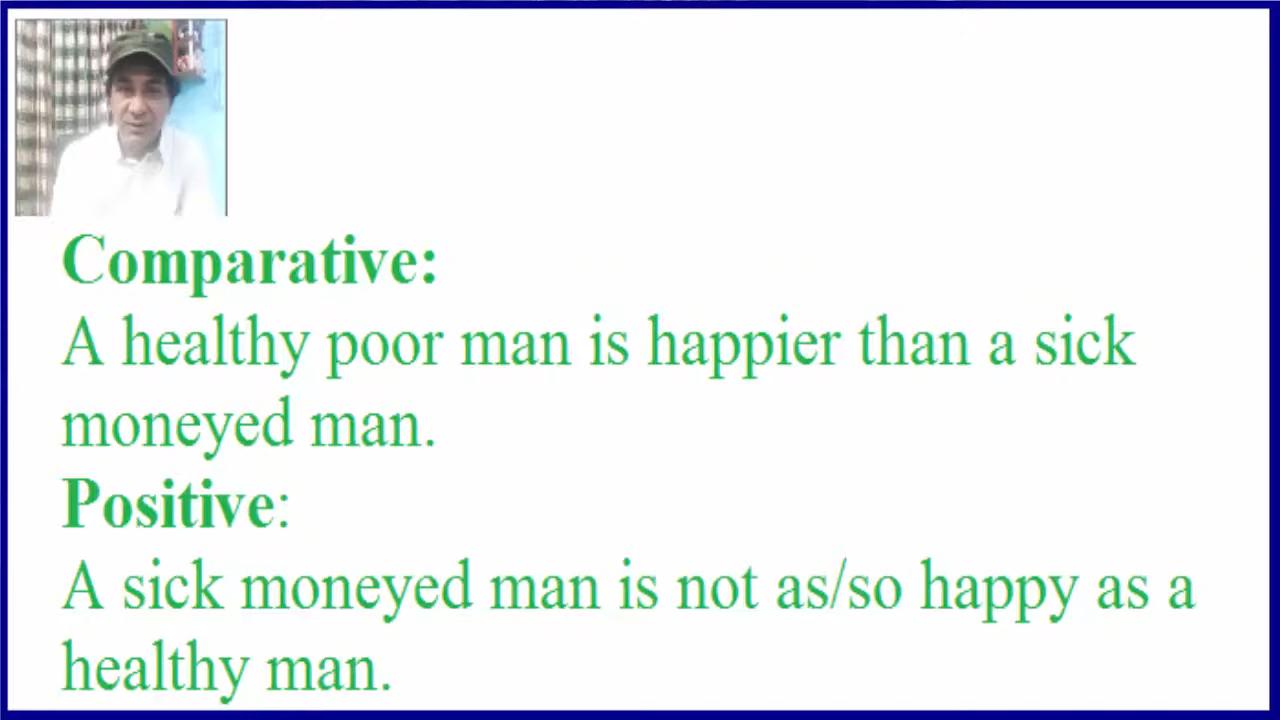 Comparative:
A healthy poor man is happier than a sick
moneyed man.
Positive:
A sick moneyed man is not as/so happy as a
healthy man.